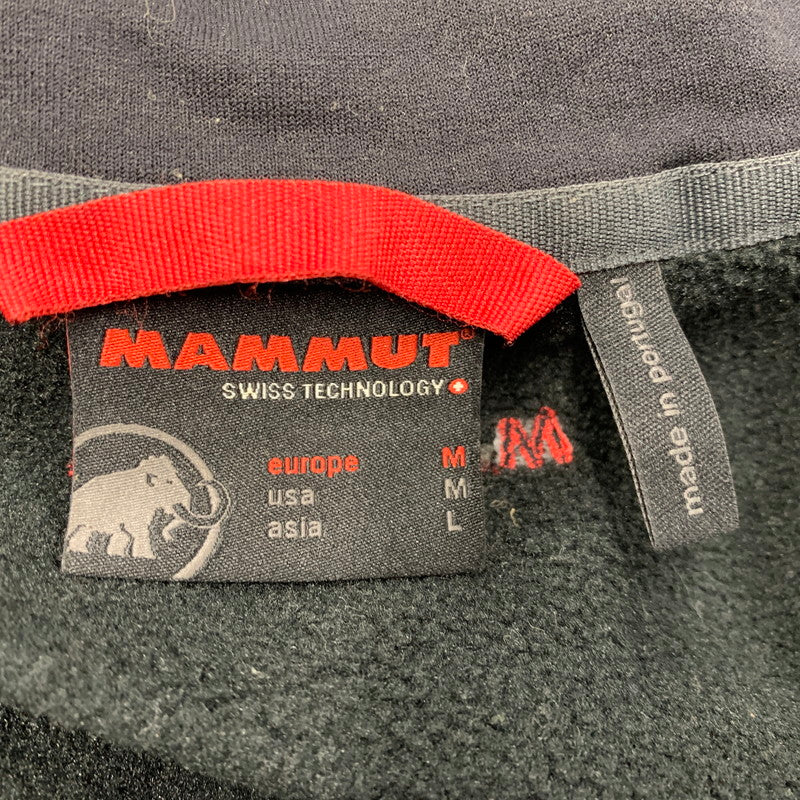 MAMMUT®
SWISS TECHNOLOGY
europe M
usa M
asia L
M
made in portugal